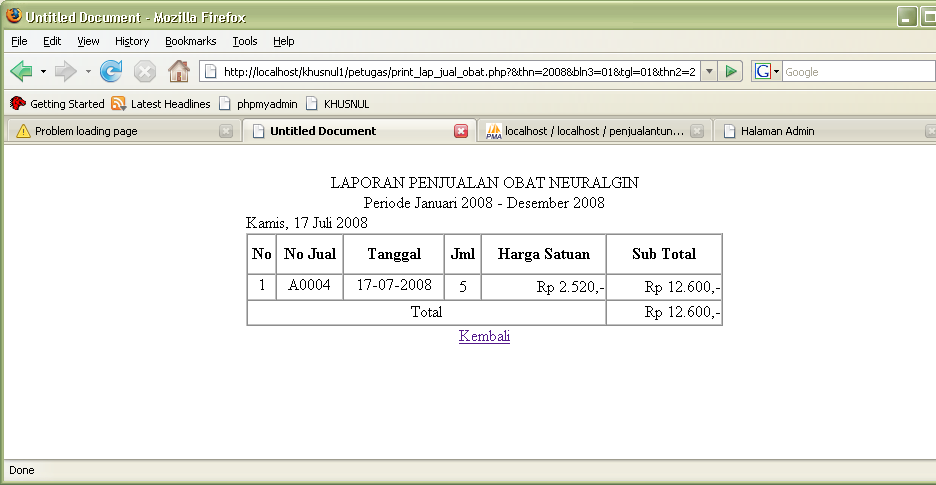 Untitled Document - Mozilla Firefox
File Edit View History Bookmarks Tools Help
http://localhost/khusnul1/petugas/print_lap_jual_obat.php?&thn=2008&bln3=01&tgl=01&thn2=2 G Google
Getting Started Latest Headlines phpmyadmin KHUSNUL
Problem loading page Untitled Document PMA localhost / localhost / penjualantun... Halaman Admin
LAPORAN PENJUALAN OBAT NEURALGIN
Periode Januari 2008 - Desember 2008
Kamis, 17 Juli 2008
No No Jual Tanggal Jml Harga Satuan Sub Total
1 A0004 17-07-2008 5 Rp 2.520,- Rp 12.600,-
Total Rp 12.600,-
Kembali
Done